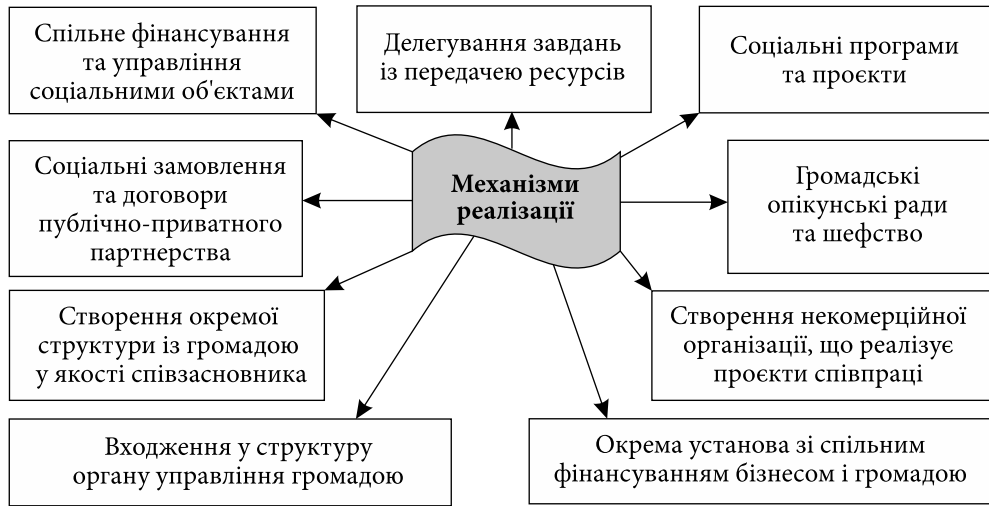 Спільне фінансування
та управління
соціальними об'єктами
Делегування завдань
із передачею ресурсів
Соціальні програми
та проєкти
Соціальні замовлення
та договори
публічно-приватного
партнерства
Механізми
реалізації
Громадські
опікунські ради
та шефство
Створення окремої
структури із громадою
у якості співзасновника
Створення некомерційної
організації, що реалізує
проєкти співпраці
Входження у структуру
органу управління громадою
Окрема установа зі спільним
фінансуванням бізнесом і громадою